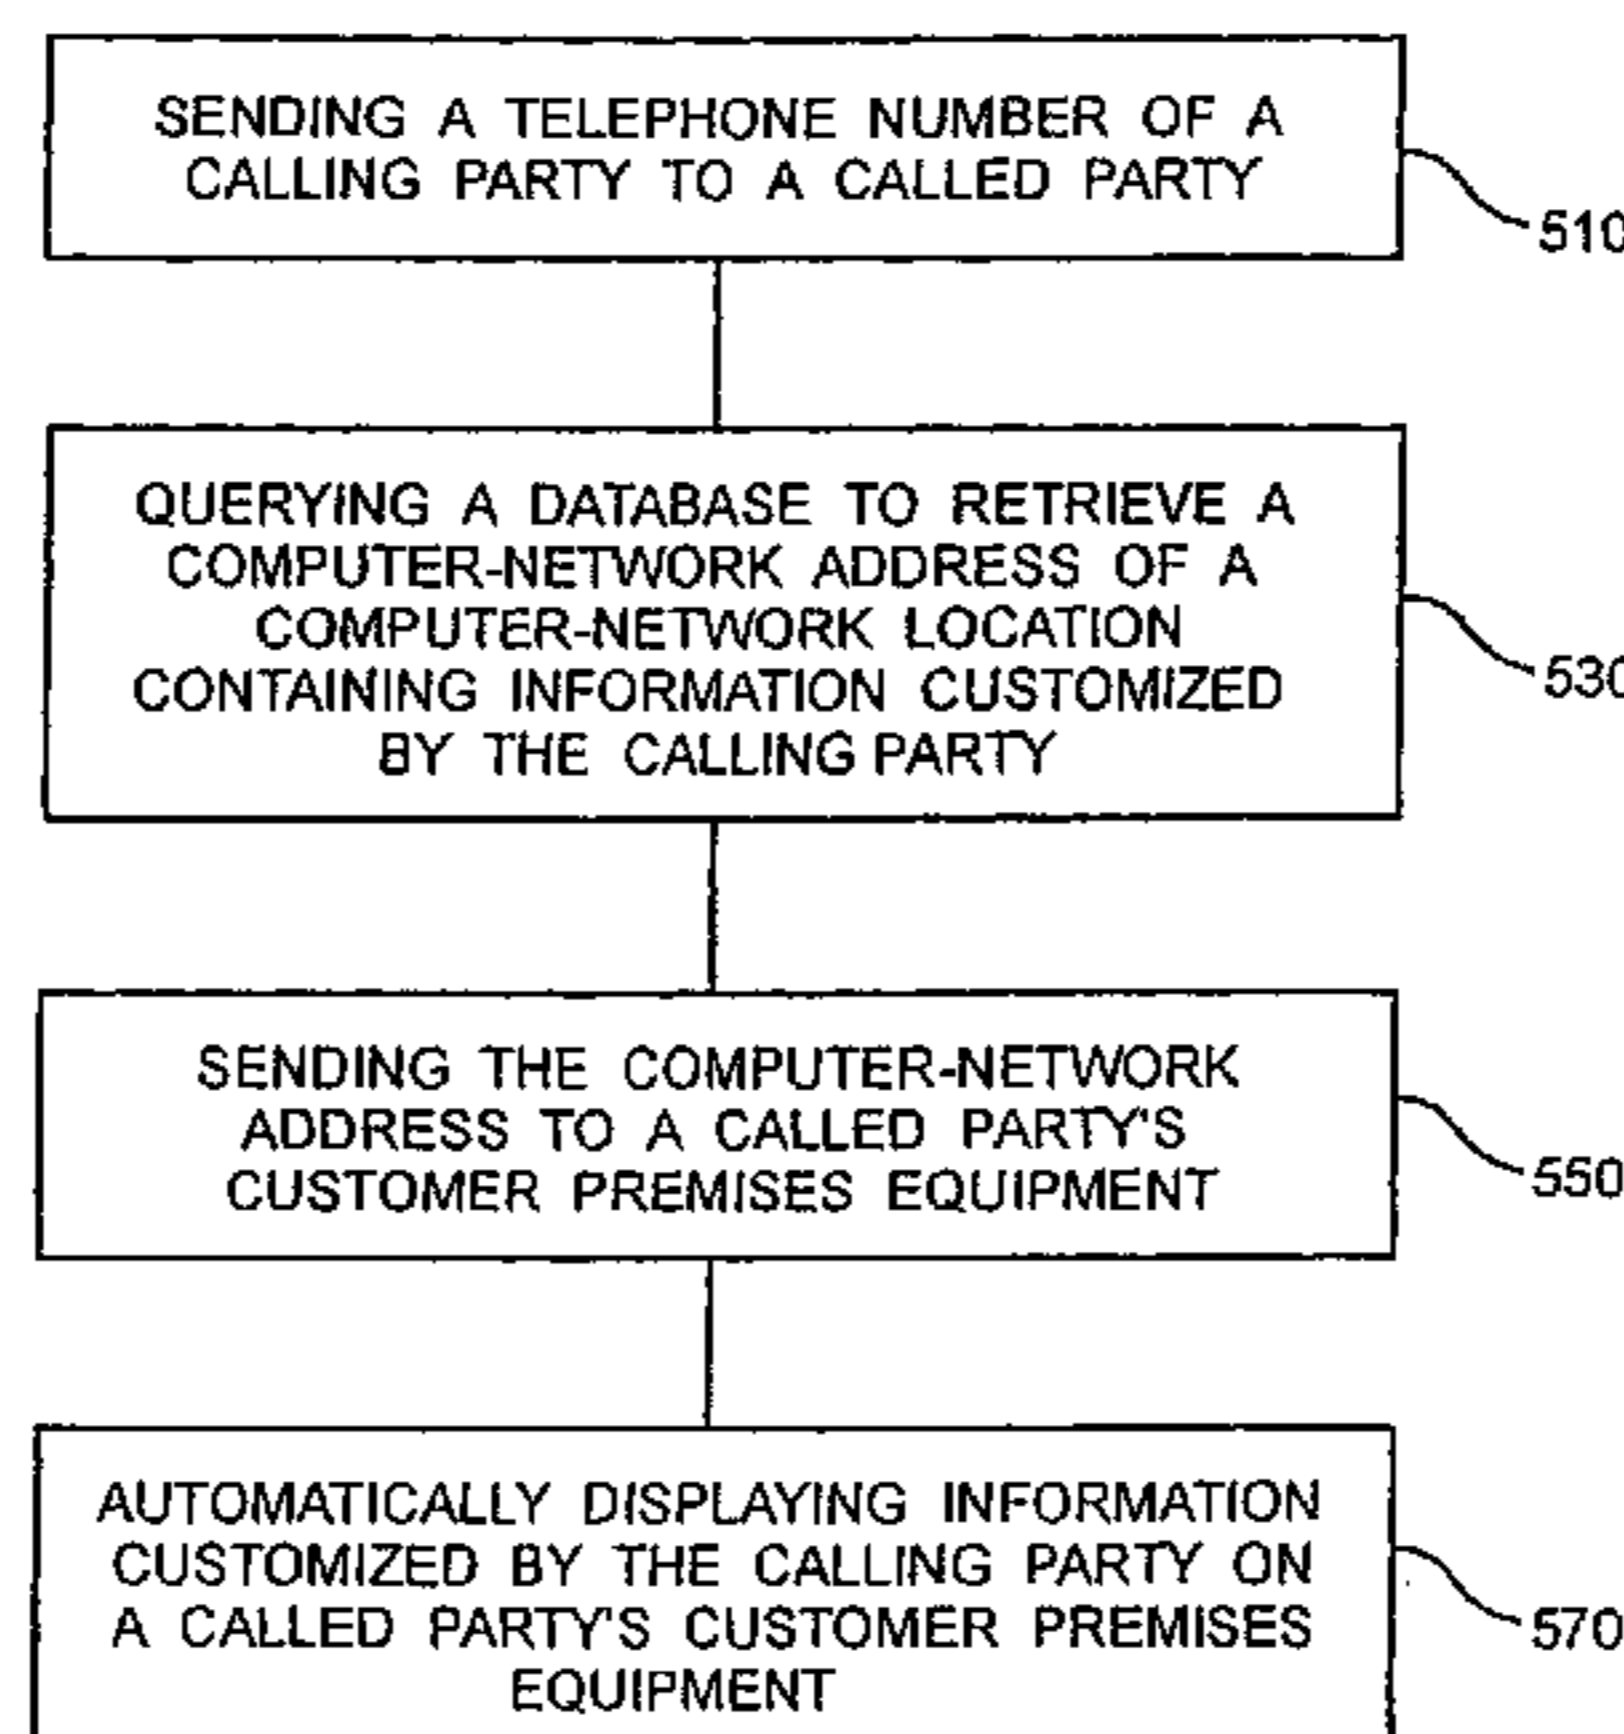 SENDING A TELEPHONE NUMBER OF A
CALLING PARTY TO A CALLED PARTY
510
QUERYING A DATABASE TO RETRIEVE A
COMPUTER-NETWORK ADDRESS OF A
COMPUTER-NETWORK LOCATION
CONTAINING INFORMATION CUSTOMIZED
BY THE CALLING PARTY
530
SENDING THE COMPUTER-NETWORK
ADDRESS TO A CALLED PARTY'S
CUSTOMER PREMISES EQUIPMENT
550
AUTOMATICALLY DISPLAYING INFORMATION
CUSTOMIZED BY THE CALLING PARTY ON
A CALLED PARTY'S CUSTOMER PREMISES
EQUIPMENT
570